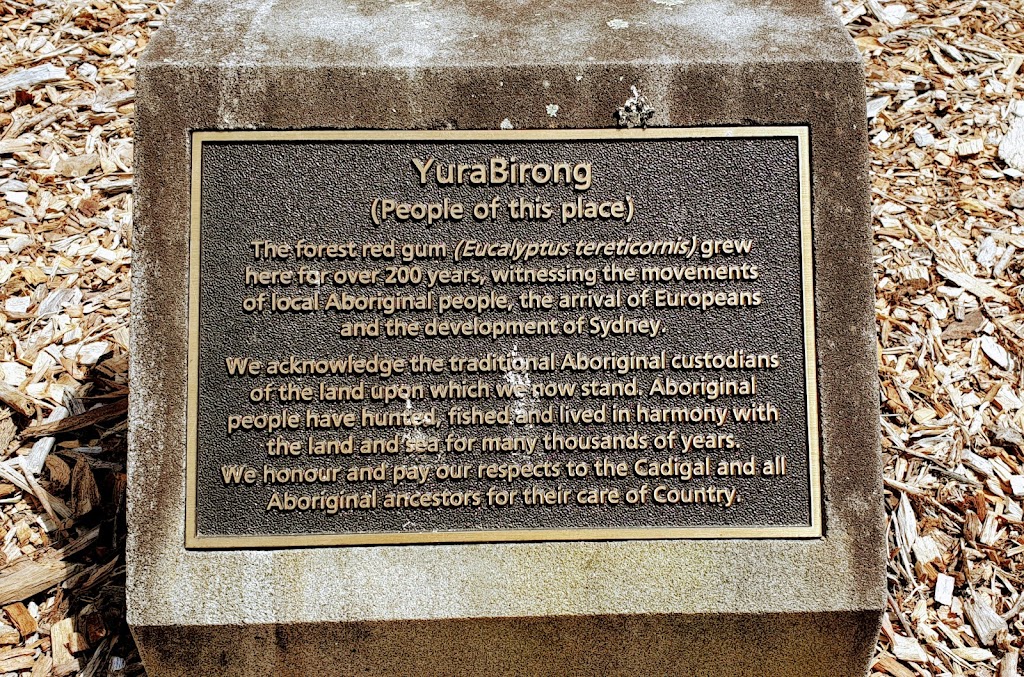 YuraBirong
(People of this place)
The forest red gum (Eucalyptus tereticornis) grew
here for over 200 years, witnessing the movements
of local Aboriginal people, the arrival of Europeans
and the development of Sydney.
We acknowledge the traditional Aboriginal custodians
of the land upon which we now stand. Aboriginal
people have hunted, fished and lived in harmony with
the land and sea for many thousands of years.
We honour and pay our respects to the Cadigal and all
Aboriginal ancestors for their care of Country.